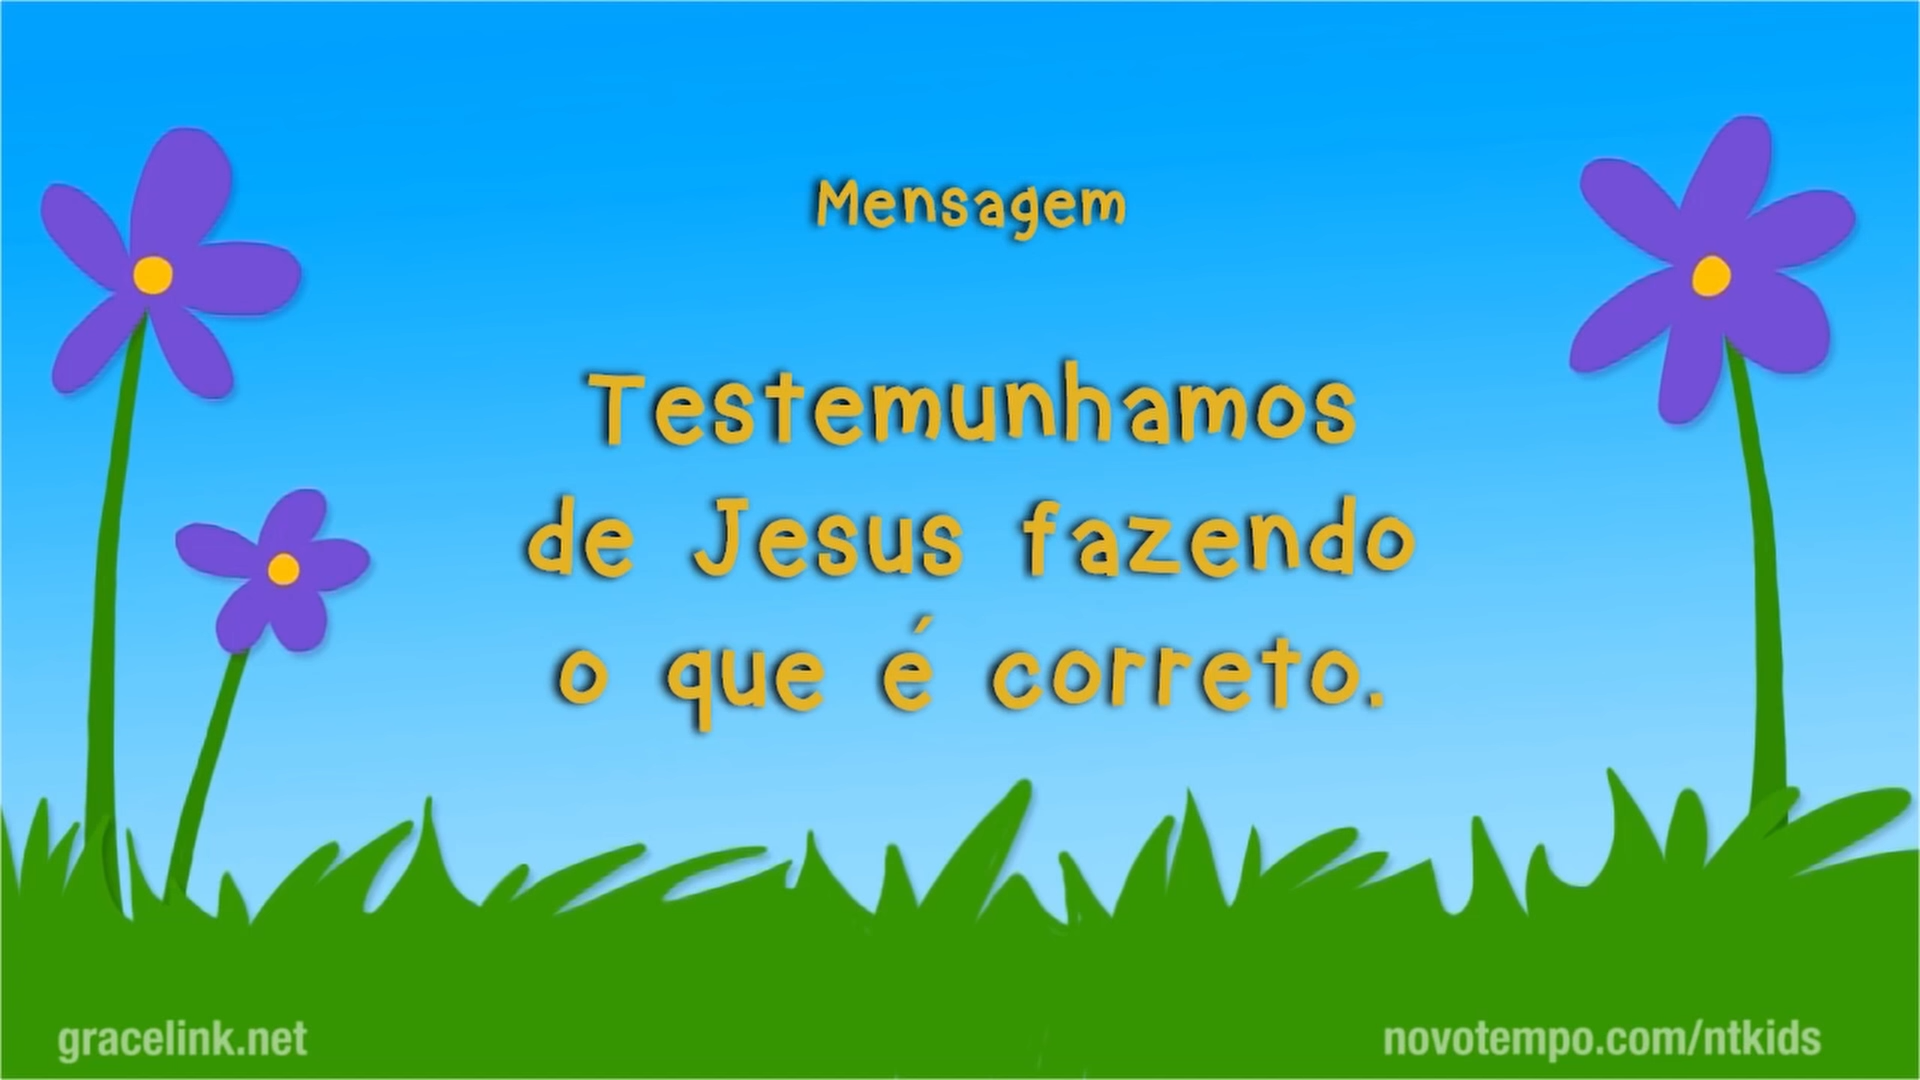 Mensagem
Testemunhamos
de Jesus fazendo
o que é correto.
gracelink.net
novotempo.com/ntkids